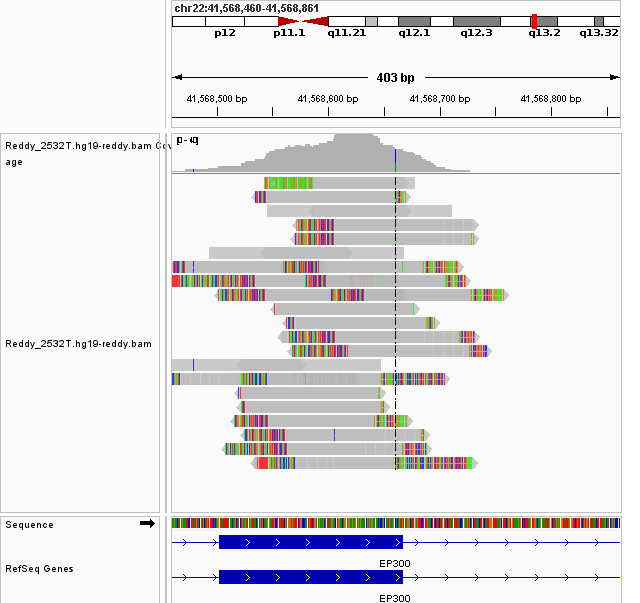 chr22:41,568,460-41,568,861
p12 p11.1 q11.21 q12.1 q12.3 q13.2 q13.32
403 bp
41,568,500 bp 41,568,600 bp 41,568,700 bp 41,568,800 bp
Reddy_2532T.hg19-reddy.bam Cov
age
Reddy_2532T.hg19-reddy.bam
Sequence
EP300
RefSeq Genes
EP300